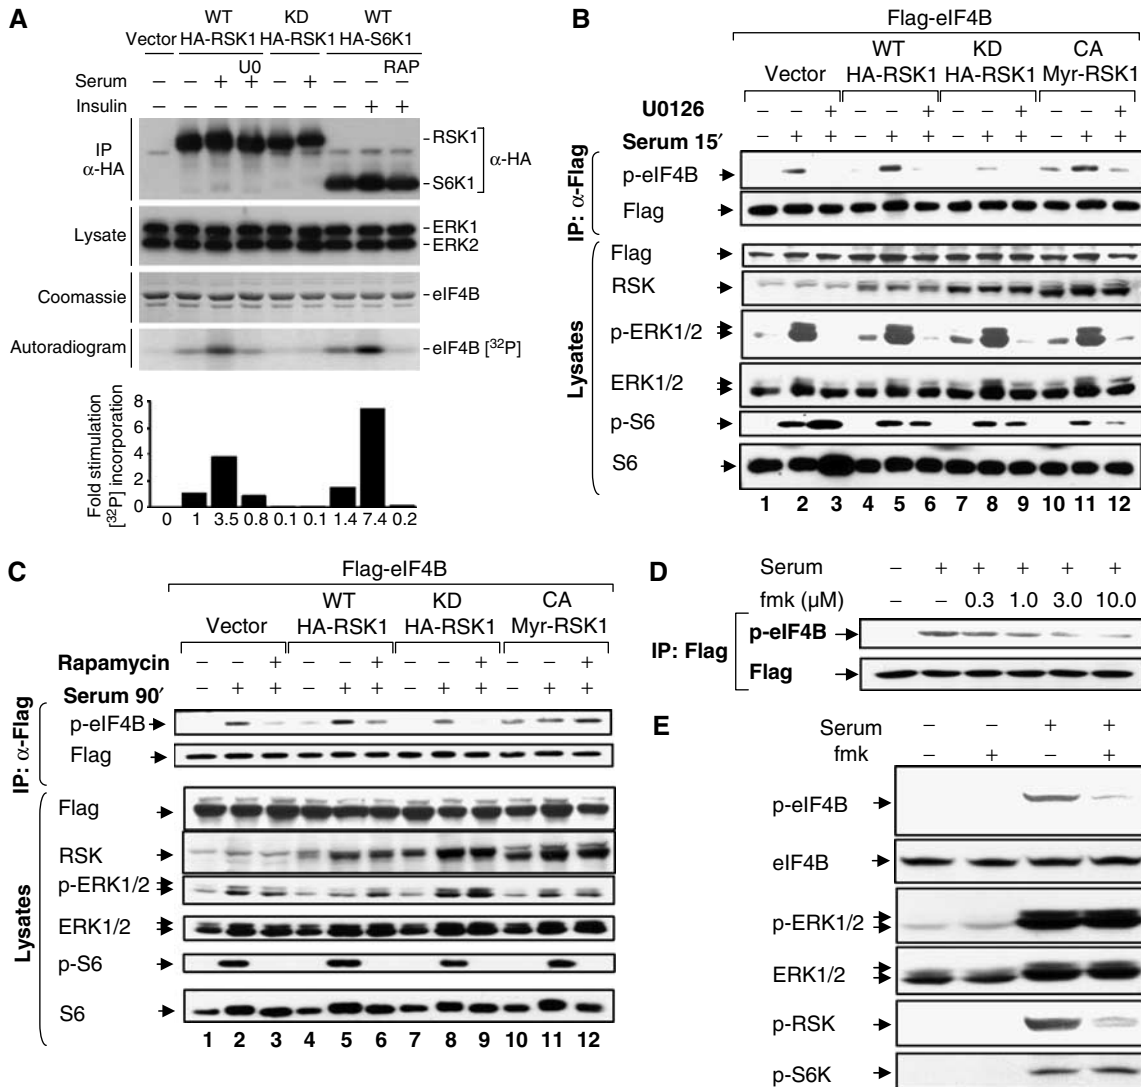 A
WT KD WT
Vector HA-RSK1 HA-RSK1 HA-S6K1
U0 RAP
Serum – – + + – +
Insulin – – + +
IP α-HA
RSK1
S6K1
α-HA
Lysate
ERK1
ERK2
Coomassie
eIF4B
Autoradiogram
eIF4B [³²P]
Fold stimulation
[³²P] incorporation
8
6
4
2
0
0 1 3.5 0.8 0.1 0.1 1.4 7.4 0.2
B
Flag-eIF4B
WT KD CA
Vector HA-RSK1 HA-RSK1 Myr-RSK1
U0126 – – + – – + – – + – – +
Serum 15′ – + + – + + – + + – + +
IP: α-Flag
p-eIF4B
Flag
Lysates
Flag
RSK
p-ERK1/2
ERK1/2
p-S6
S6
1 2 3 4 5 6 7 8 9 10 11 12
C
Flag-eIF4B
WT KD CA
Vector HA-RSK1 HA-RSK1 Myr-RSK1
Rapamycin – – + – – + – – + – – +
Serum 90′ – + + – + + – + + – + +
IP: α-Flag
p-eIF4B
Flag
Lysates
Flag
RSK
p-ERK1/2
ERK1/2
p-S6
S6
1 2 3 4 5 6 7 8 9 10 11 12
D
Serum – + + + + +
fmk (μM) – – 0.3 1.0 3.0 10.0
IP: Flag
p-eIF4B
Flag
E
Serum – – + +
fmk – + – +
p-eIF4B
eIF4B
p-ERK1/2
ERK1/2
p-RSK
p-S6K